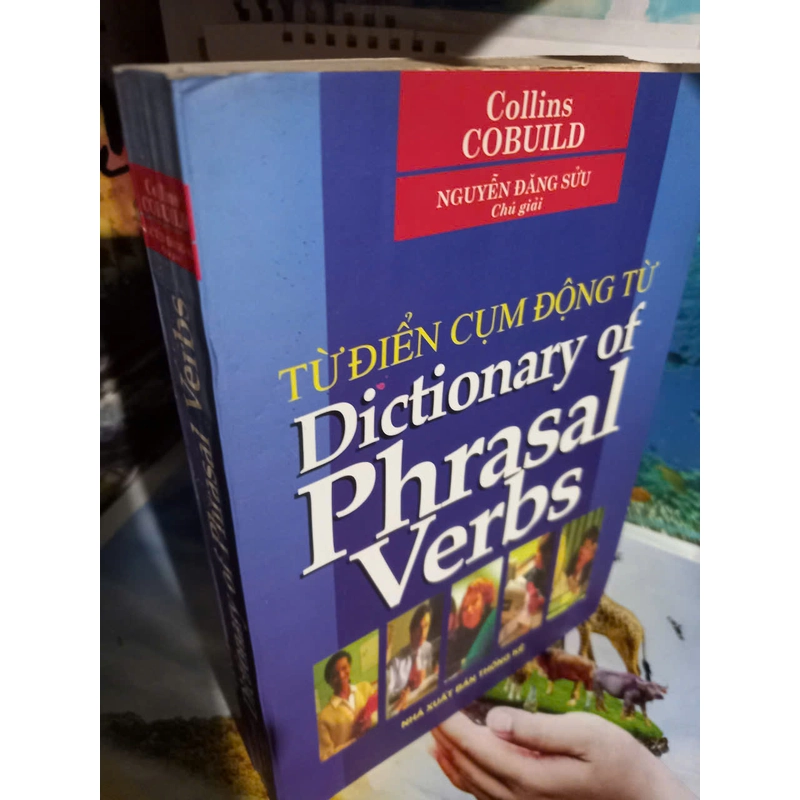 Collins
COBUILD
NGUYỄN ĐĂNG SỬU
Chú giải
TỪ ĐIỂN CỤM ĐỘNG TỪ
Dictionary of
Phrasal
Verbs
NHÀ XUẤT BẢN THỐNG KÊ
Collins
COBUILD
Dictionary of Phrasal Verbs